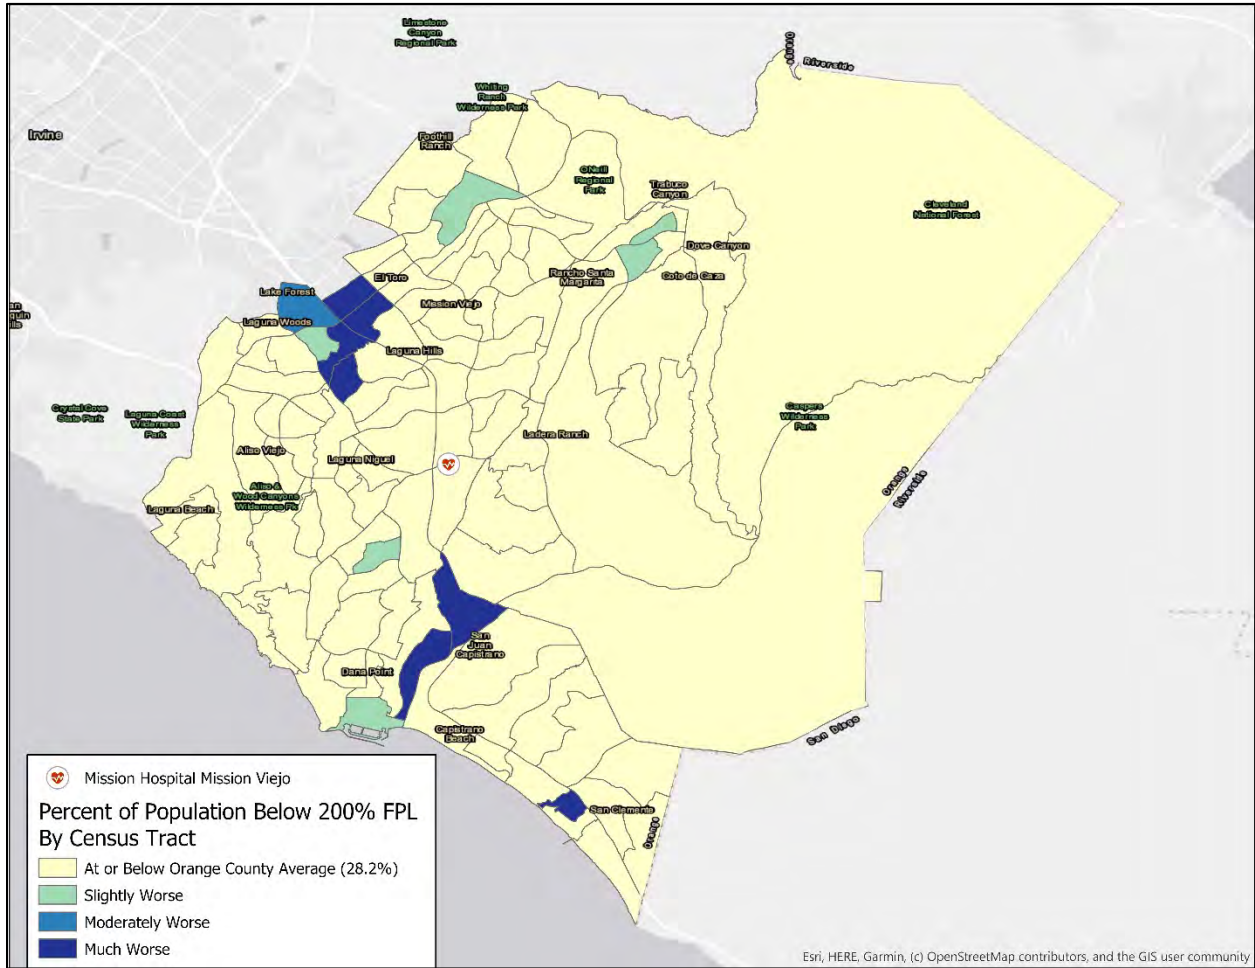 Limestone
Canyon
Regional Park
Orange
Riverside
Whiting
Ranch
Wilderness Park
Irvine
Foothill
Ranch
ONeill
Regional
Park
Trabuco
Canyon
Cleveland
National Forest
Dove Canyon
El Toro
Rancho Santa
Margarita
Coto de Caza
Lake Forest
Mission Viejo
Laguna Woods
Laguna Hills
Crystal Cove
State Park
Laguna Coast
Wilderness
Park
Caspers
Wilderness
Park
Ladera Ranch
Aliso Viejo
Laguna Niguel
Aliso &
Wood Canyons
Wilderness Pk
Laguna Beach
Orange
Riverside
San
Juan
Capistrano
Dana Point
Capistrano
Beach
San Diego
San Clemente
Orange
Mission Hospital Mission Viejo
Percent of Population Below 200% FPL
By Census Tract
At or Below Orange County Average (28.2%)
Slightly Worse
Moderately Worse
Much Worse
Esri, HERE, Garmin, (c) OpenStreetMap contributors, and the GIS user community